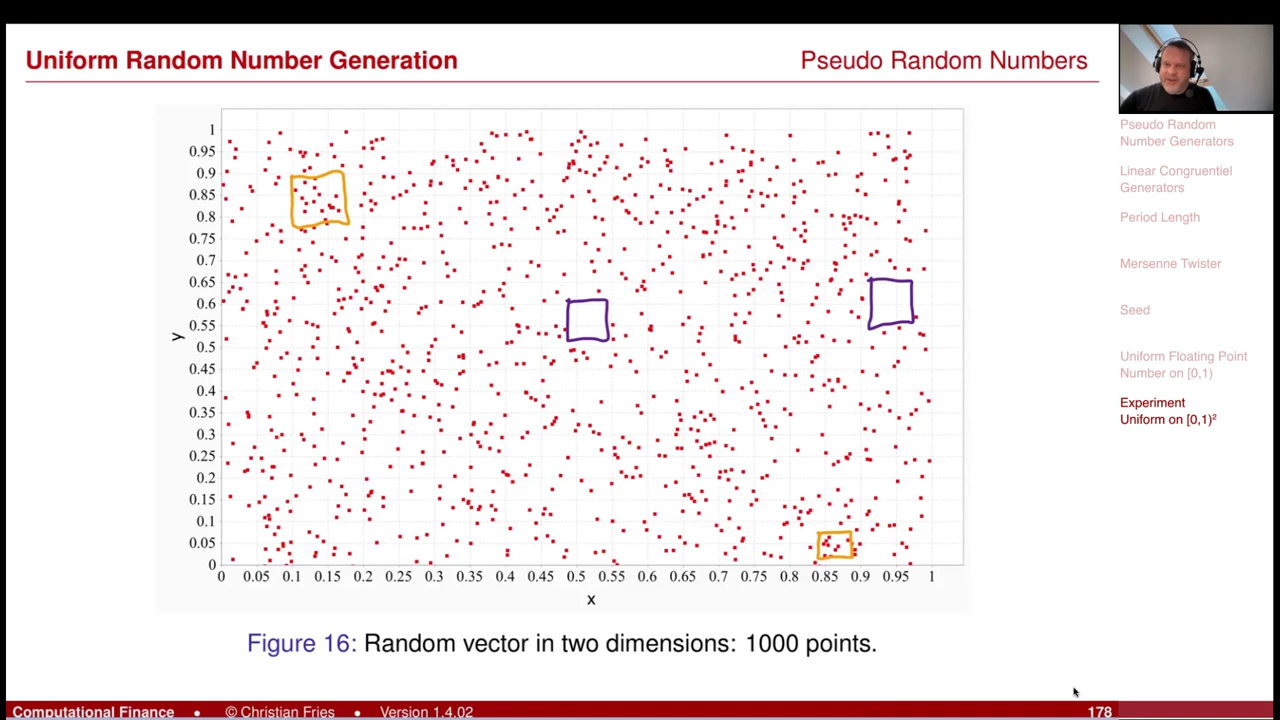 Uniform Random Number Generation
Pseudo Random Numbers
Pseudo Random
Number Generators
Linear Congruentiel
Generators
Period Length
Mersenne Twister
Seed
Uniform Floating Point
Number on [0,1)
Experiment
Uniform on [0,1)²
1
0.95
0.9
0.85
0.8
0.75
0.7
0.65
0.6
0.55
0.5
0.45
0.4
0.35
0.3
0.25
0.2
0.15
0.1
0.05
0
y
0 0.05 0.1 0.15 0.2 0.25 0.3 0.35 0.4 0.45 0.5 0.55 0.6 0.65 0.7 0.75 0.8 0.85 0.9 0.95 1
x
Figure 16: Random vector in two dimensions: 1000 points.
Computational Finance • © Christian Fries • Version 1.4.02 178